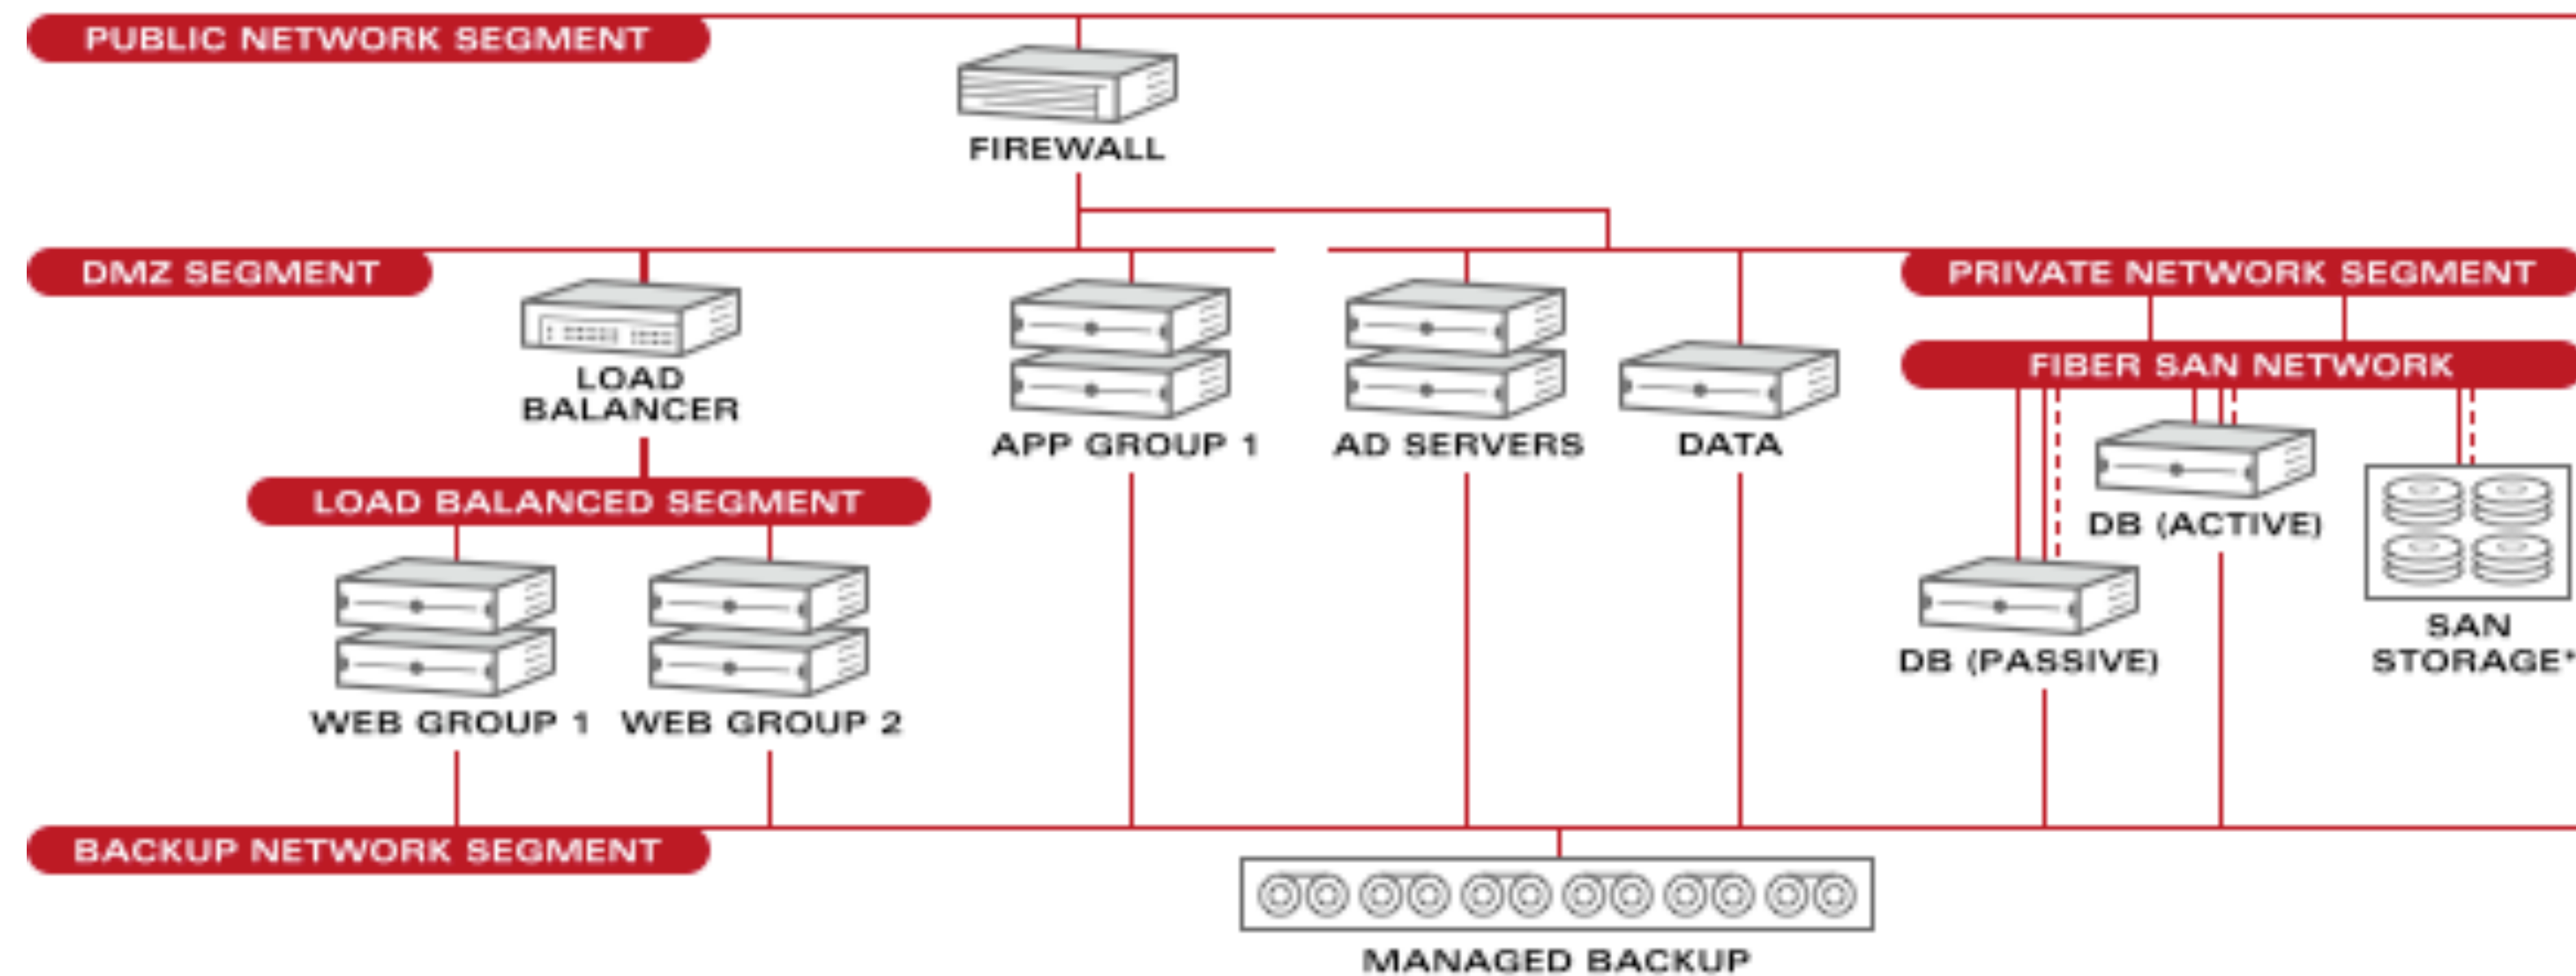 PUBLIC NETWORK SEGMENT
FIREWALL
DMZ SEGMENT
PRIVATE NETWORK SEGMENT
FIBER SAN NETWORK
LOAD
BALANCER
APP GROUP 1
AD SERVERS
DATA
LOAD BALANCED SEGMENT
DB (ACTIVE)
DB (PASSIVE)
SAN
STORAGE*
WEB GROUP 1
WEB GROUP 2
BACKUP NETWORK SEGMENT
MANAGED BACKUP